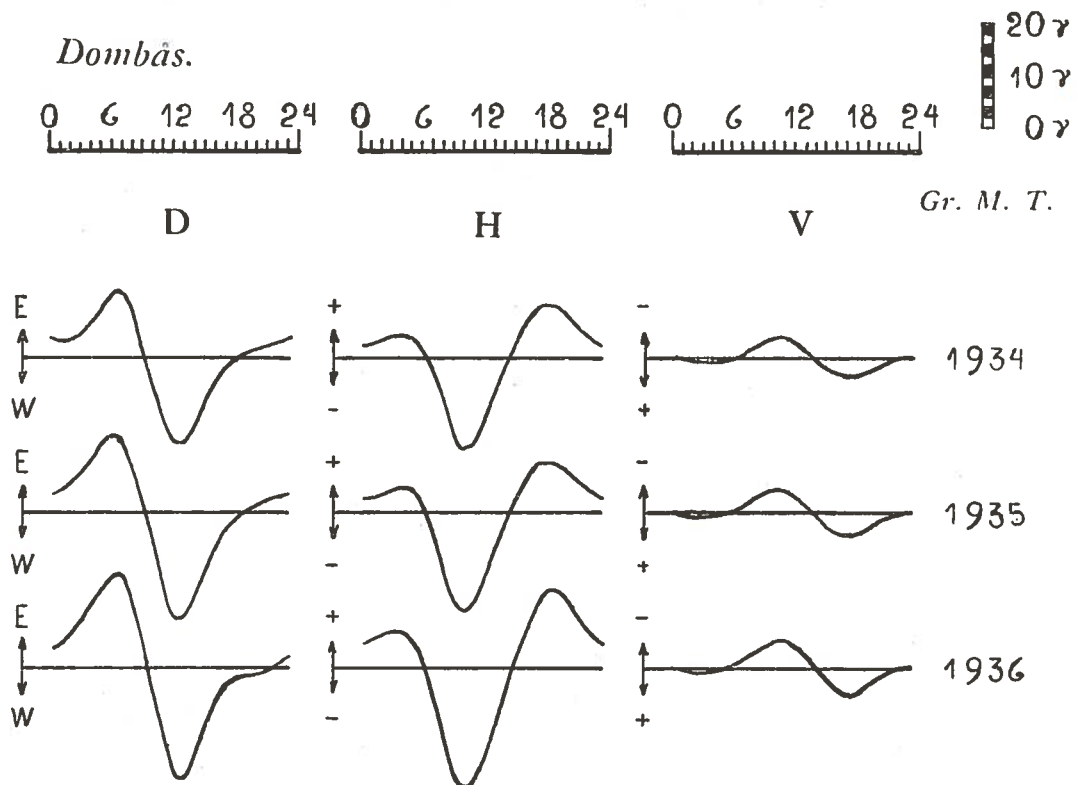 Dombås.
20 γ
10 γ
0 γ
0 6 12 18 24 0 6 12 18 24 0 6 12 18 24
Gr. M. T.
D H V
E + -
1934
W - +
E + -
1935
W - +
E + -
1936
W - +